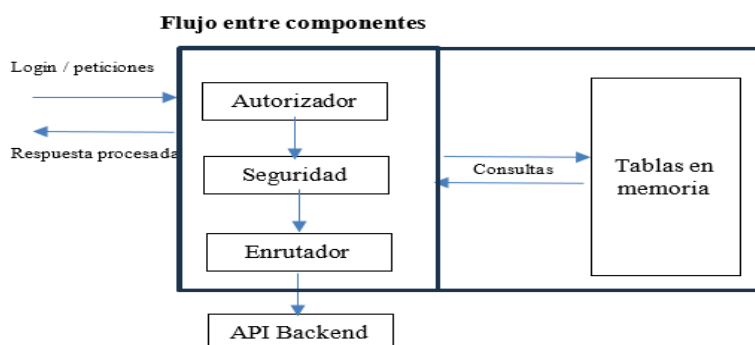 Flujo entre componentes
Login / peticiones
Autorizador
Respuesta procesada
Seguridad
Consultas
Tablas en
memoria
Enrutador
API Backend